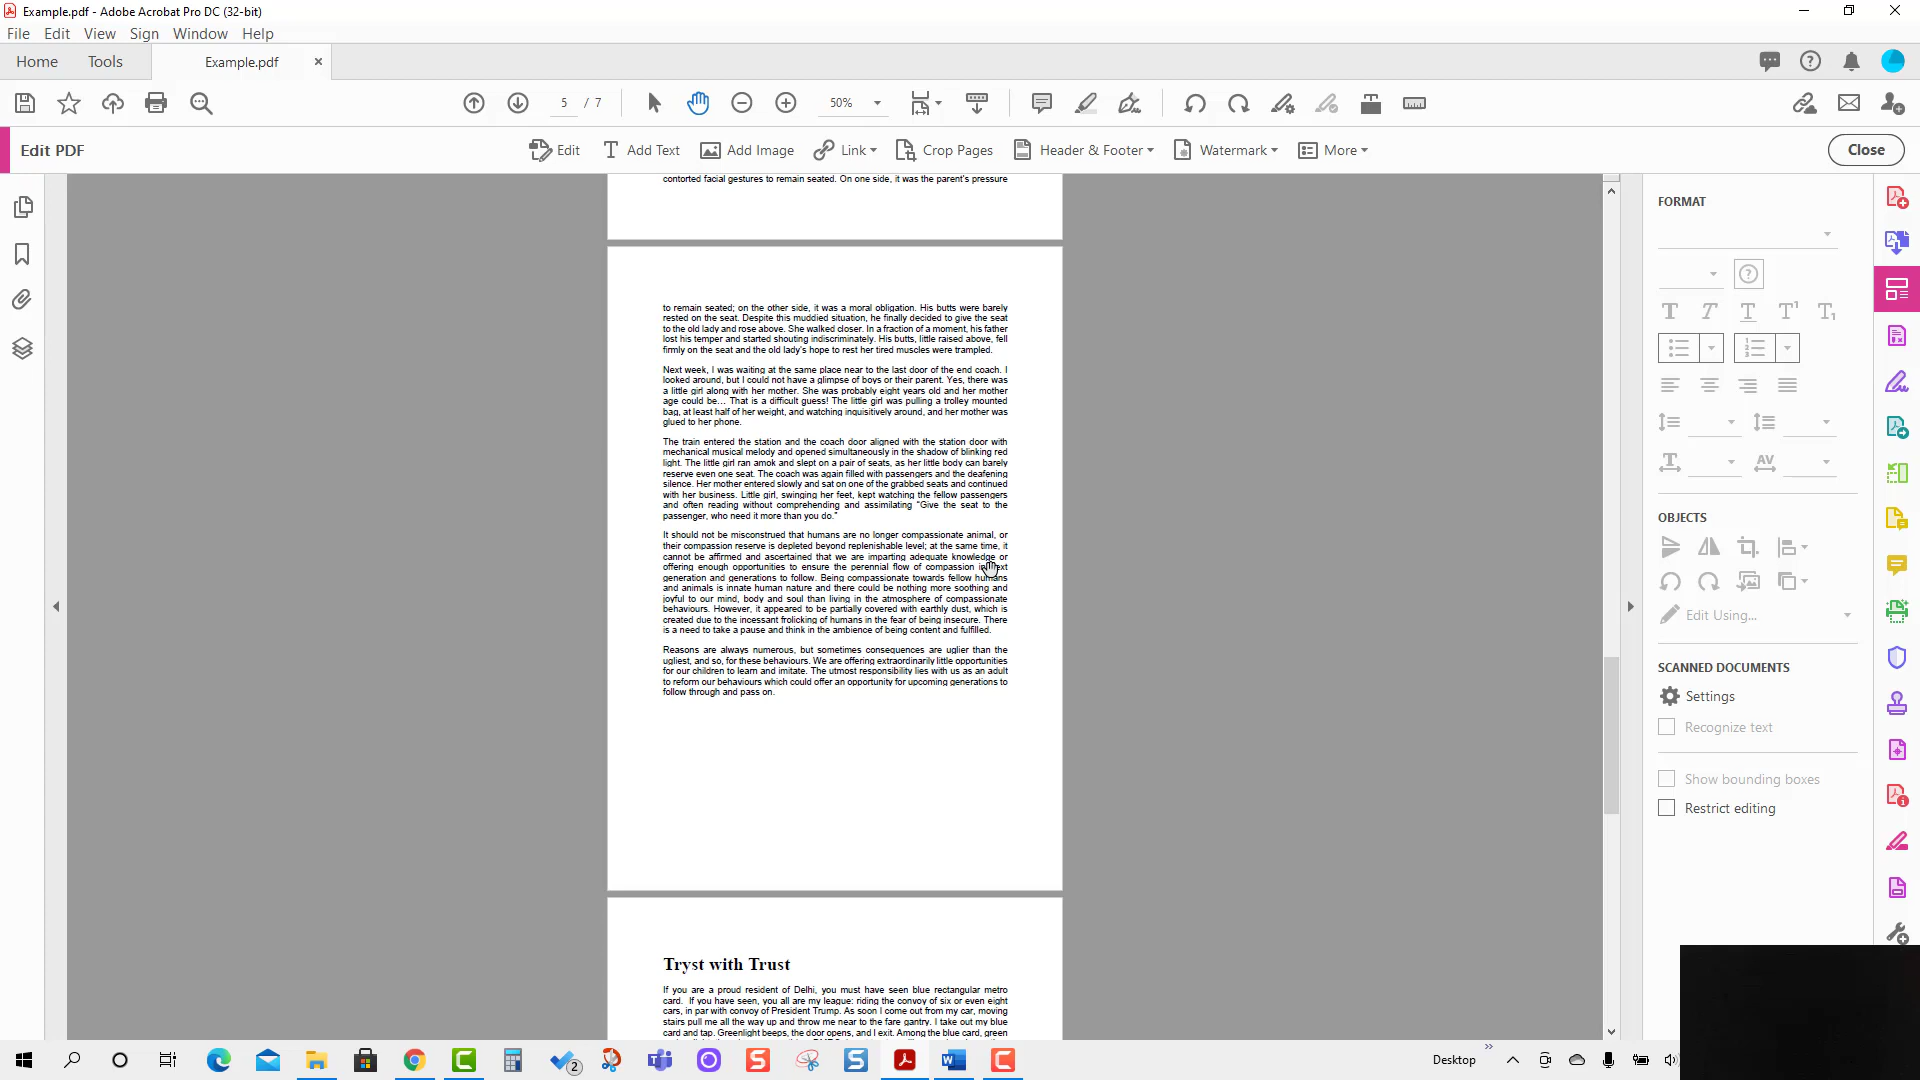 Example.pdf - Adobe Acrobat Pro DC (32-bit)
File Edit View Sign Window Help
Home Tools Example.pdf
5 / 7 50%
Edit PDF Edit Add Text Add Image Link Crop Pages Header & Footer Watermark More Close
contorted facial gestures to remain seated. On one side, it was the parent's pressure
to remain seated; on the other side, it was a moral obligation. His butts were barely
rested on the seat. Despite this muddied situation, he finally decided to give the seat
to the old lady and rose above. She walked closer. In a fraction of a moment, his father
lost his temper and started shouting indiscriminately. His butts, little raised above, fell
firmly on the seat and the old lady's hope to rest her tired muscles were trampled.
Next week, I was waiting at the same place near to the last door of the end coach. I
looked around, but I could not have a glimpse of boys or their parent. Yes, there was
a little girl along with her mother. She was probably eight years old and her mother
age could be... That is a difficult guess! The little girl was pulling a trolley mounted
bag, at least half of her weight, and watching inquisitively around, and her mother was
glued to her phone.
The train entered the station and the coach door aligned with the station door with
mechanical musical melody and opened simultaneously in the shadow of blinking red
light. The little girl ran amok and slept on a pair of seats, as her little body can barely
reserve even one seat. The coach was again filled with passengers and the deafening
silence. Her mother entered slowly and sat on one of the grabbed seats and continued
with her business. Little girl, swinging her feet, kept watching the fellow passengers
and often reading without comprehending and assimilating “Give the seat to the
passenger, who need it more than you do.”
It should not be misconstrued that humans are no longer compassionate animal, or
their compassion reserve is depleted beyond replenishable level; at the same time, it
cannot be affirmed and ascertained that we are imparting adequate knowledge or
offering enough opportunities to ensure the perennial flow of compassion
generation and generations to follow. Being compassionate towards fellow humans
and animals is innate human nature and there could be nothing more soothing and
joyful to our mind, body and soul than living in the atmosphere of compassionate
behaviours. However, it appeared to be partially covered with earthly dust, which is
created due to the incessant frolicking of humans in the fear of being insecure. There
is a need to take a pause and think in the ambience of being content and fulfilled.
Reasons are always numerous, but sometimes consequences are uglier than the
ugliest, and so, for these behaviours. We are offering extraordinarily little opportunities
for our children to learn and imitate. The utmost responsibility lies with us as an adult
to reform our behaviours which could offer an opportunity for upcoming generations to
follow through and pass on.
Tryst with Trust
If you are a proud resident of Delhi, you must have seen blue rectangular metro
card. If you have seen, you all are my league: riding the convoy of six or even eight
cars, in par with convoy of President Trump. As soon I come out from my car, moving
stairs pull me all the way up and throw me near to the fare gantry. I take out my blue
card and tap. Greenlight beeps, the door opens, and I exit. Among the blue card, green
FORMAT
OBJECTS
Edit Using...
SCANNED DOCUMENTS
Settings
Recognize text
Show bounding boxes
Restrict editing
2
Desktop